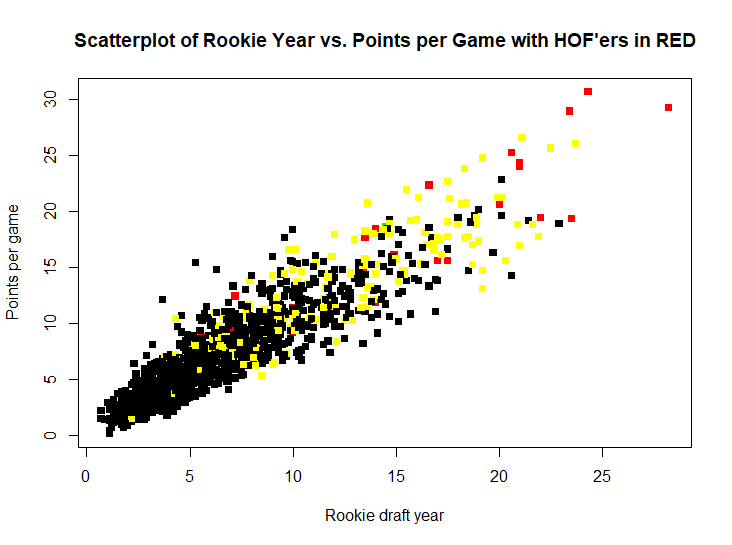 Scatterplot of Rookie Year vs. Points per Game with HOF'ers in RED
Points per game
30
25
20
15
10
5
0
0 5 10 15 20 25
Rookie draft year